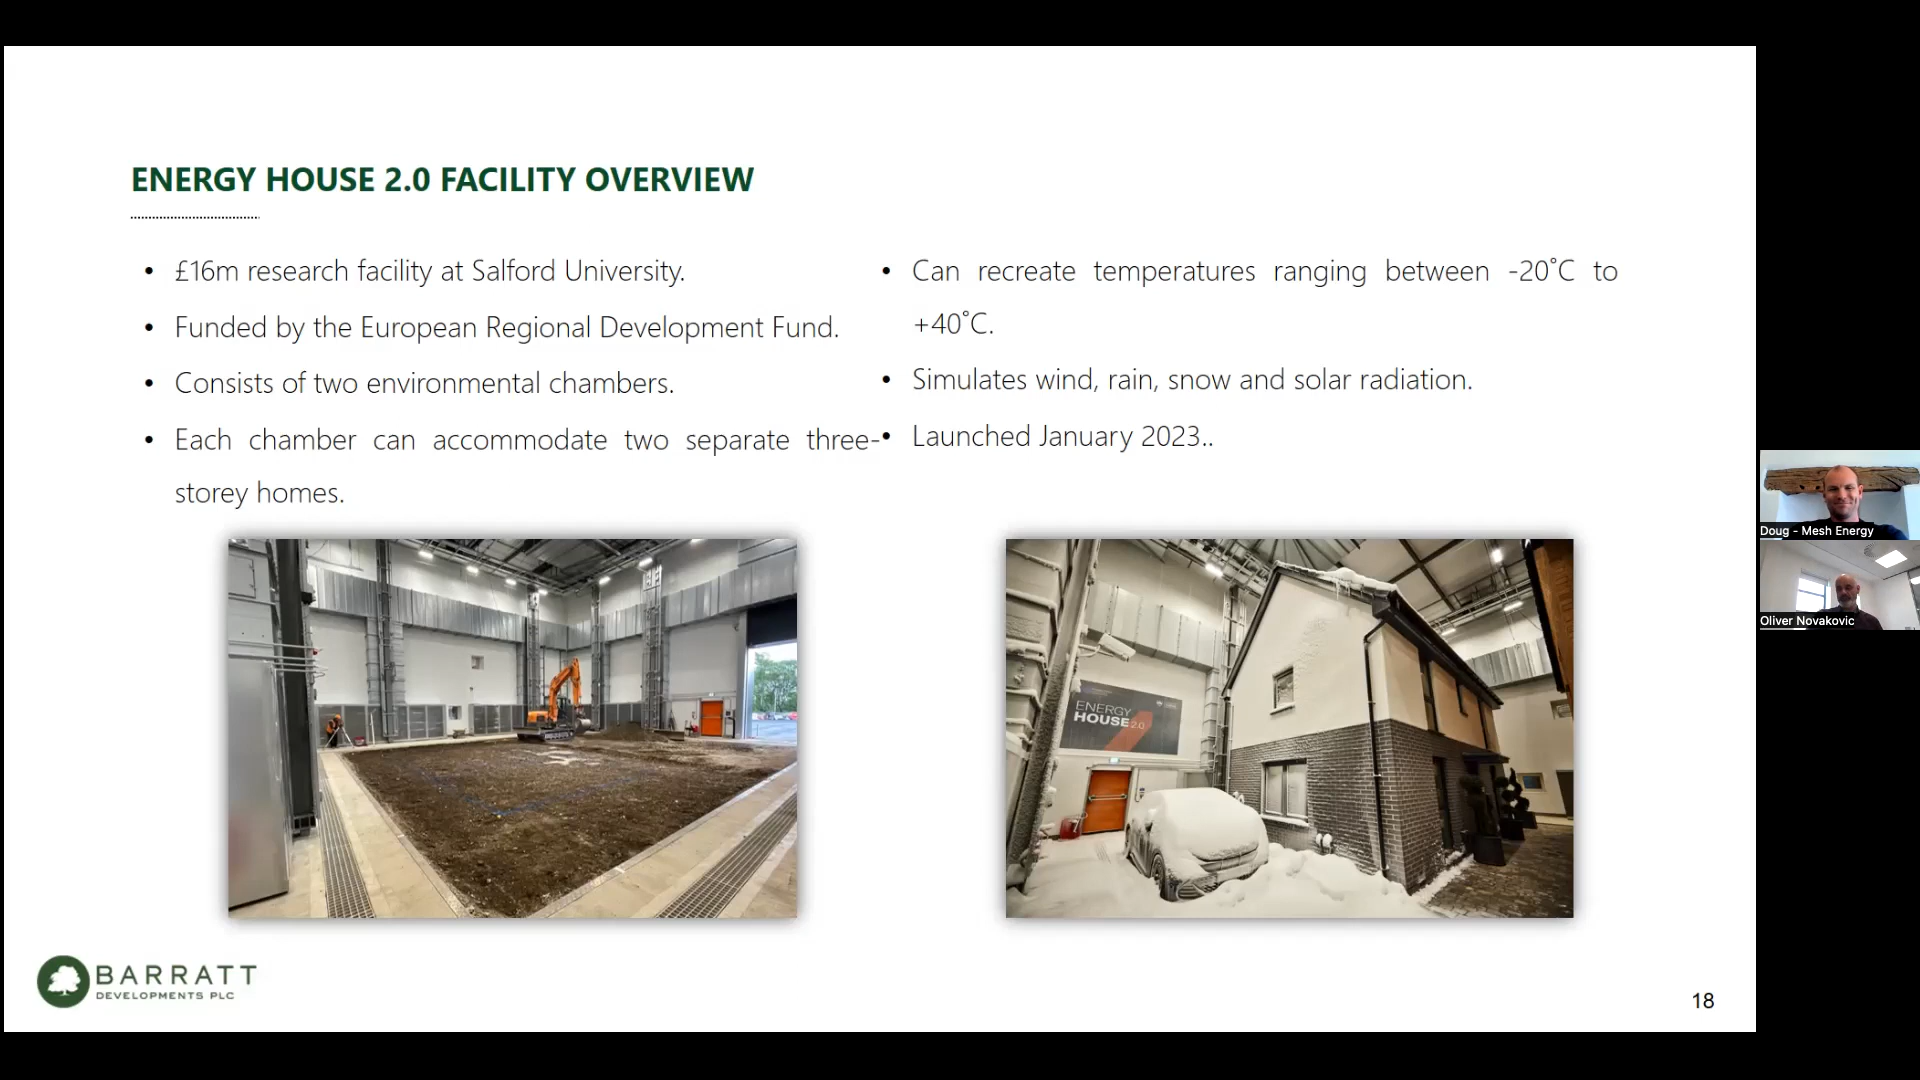 ENERGY HOUSE 2.0 FACILITY OVERVIEW
• £16m research facility at Salford University.
• Funded by the European Regional Development Fund.
• Consists of two environmental chambers.
• Each chamber can accommodate two separate three-
storey homes.
• Can recreate temperatures ranging between -20°C to
+40°C.
• Simulates wind, rain, snow and solar radiation.
• Launched January 2023..
ENERGY
HOUSE 2.0
Doug - Mesh Energy
Oliver Novakovic
BARRATT
DEVELOPMENTS PLC
18